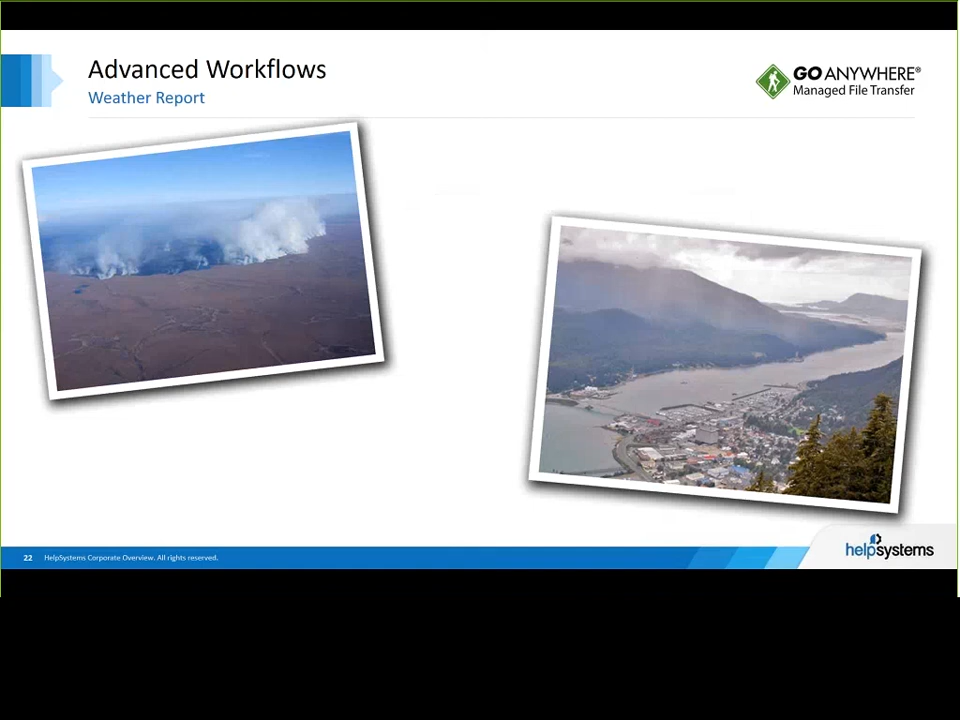 Advanced Workflows
Weather Report
GO ANYWHERE®
Managed File Transfer
22 HelpSystems Corporate Overview. All rights reserved.
helpsystems